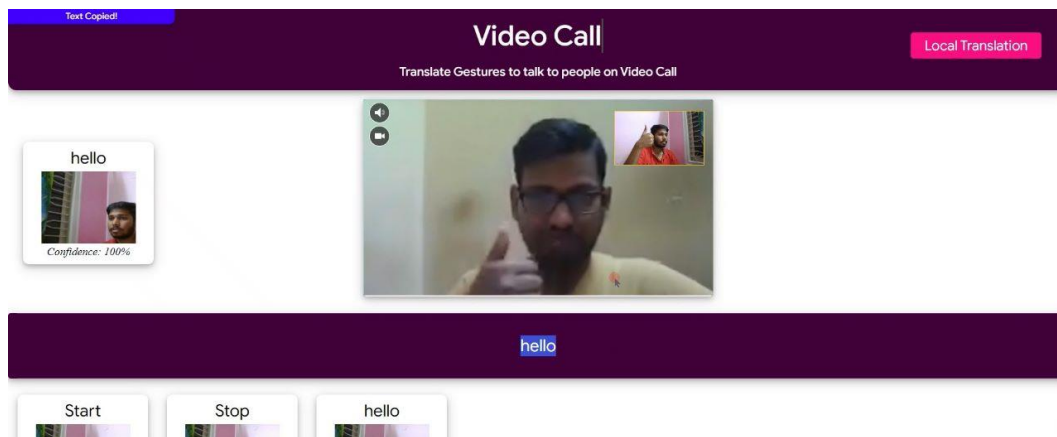 Text Copied!
Video Call
Local Translation
Translate Gestures to talk to people on Video Call
hello
Confidence: 100%
hello
Start
Stop
hello